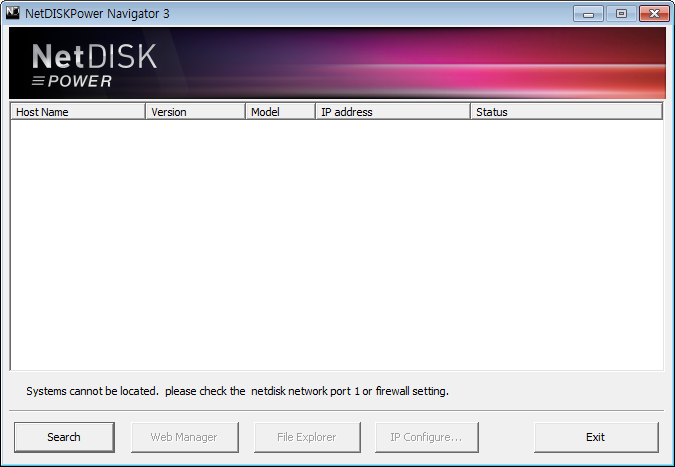 NetDISKPower Navigator 3
NetDISK
POWER
Host Name Version Model IP address Status
Systems cannot be located. please check the netdisk network port 1 or firewall setting.
Search Web Manager File Explorer IP Configure... Exit